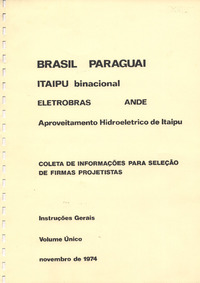 BRASIL PARAGUAI
ITAIPU binacional
ELETROBRAS ANDE
Aproveitamento Hidroeletrico de Itaipu
COLETA DE INFORMAÇÕES PARA SELEÇÃO
DE FIRMAS PROJETISTAS
Instruções Gerais
Volume Único
novembro de 1974